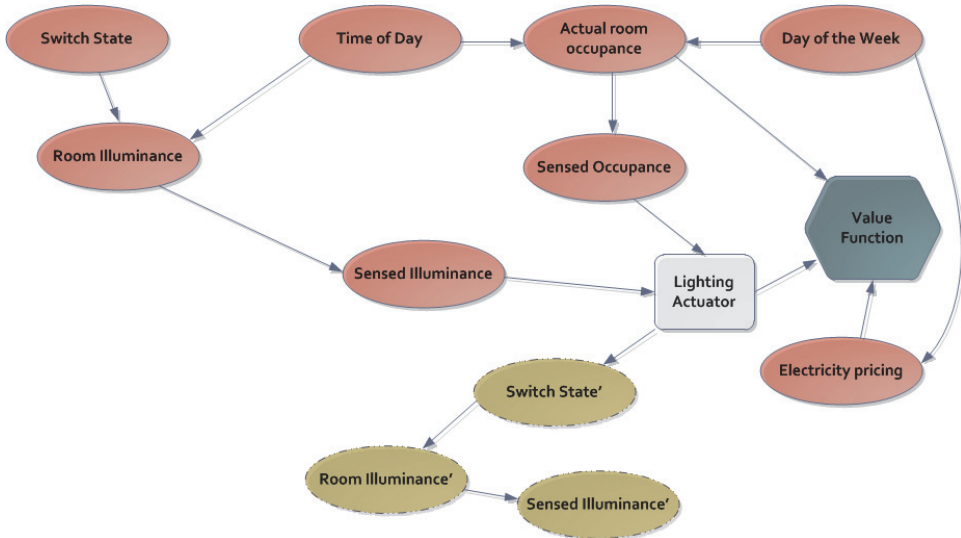 Switch State
Time of Day
Actual room
occupance
Day of the Week
Room Illuminance
Sensed Occupance
Value
Function
Sensed Illuminance
Lighting
Actuator
Electricity pricing
Switch State’
Room Illuminance’
Sensed Illuminance’